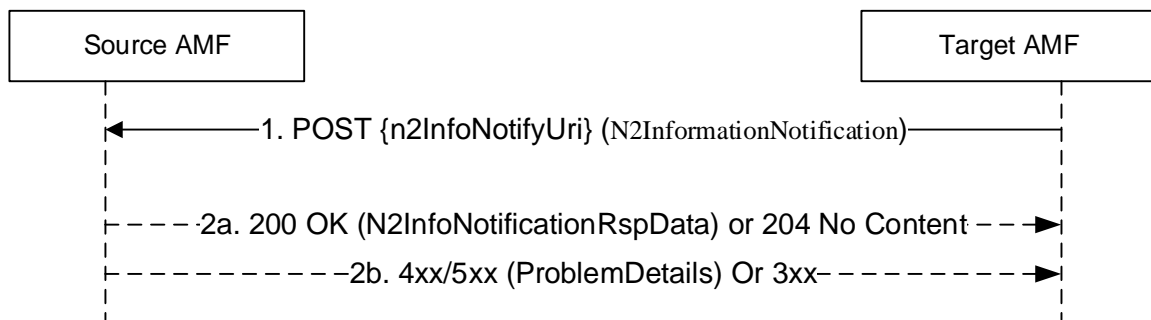 Source AMF
Target AMF
1. POST {n2InfoNotifyUri} (N2InformationNotification)
2a. 200 OK (N2InfoNotificationRspData) or 204 No Content
2b. 4xx/5xx (ProblemDetails) Or 3xx